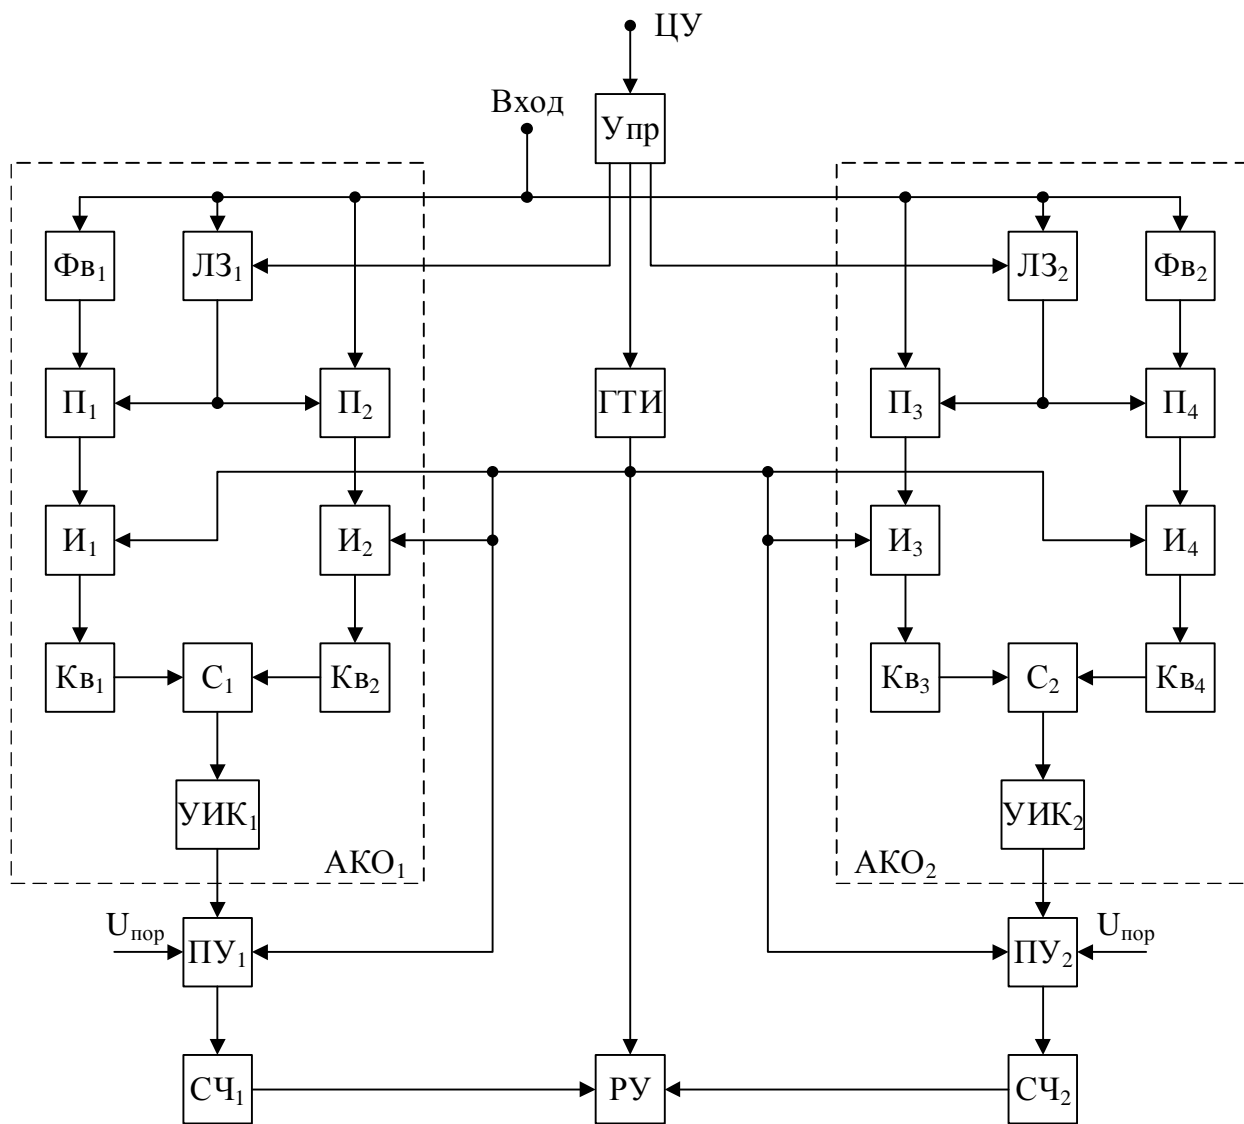 ЦУ
Вход
Упр
Фв₁
ЛЗ₁
ЛЗ₂
Фв₂
П₁
П₂
ГТИ
П₃
П₄
И₁
И₂
И₃
И₄
Кв₁
С₁
Кв₂
Кв₃
С₂
Кв₄
УИК₁
УИК₂
АКО₁
АКО₂
Uпор
ПУ₁
ПУ₂
Uпор
СЧ₁
РУ
СЧ₂